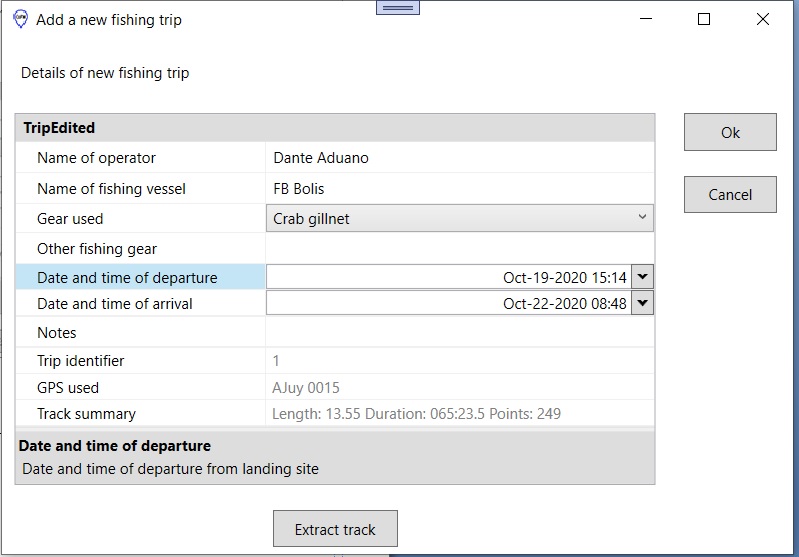 Add a new fishing trip
Details of new fishing trip
TripEdited
Name of operator Dante Aduano
Name of fishing vessel FB Bolis
Gear used Crab gillnet
Other fishing gear
Date and time of departure Oct-19-2020 15:14
Date and time of arrival Oct-22-2020 08:48
Notes
Trip identifier 1
GPS used AJuy 0015
Track summary Length: 13.55 Duration: 065:23.5 Points: 249
Date and time of departure
Date and time of departure from landing site
Ok
Cancel
Extract track